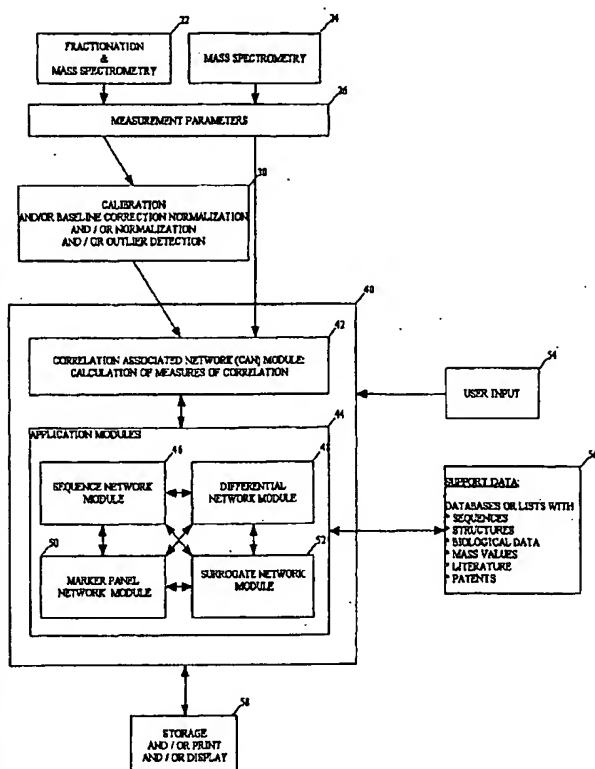 22
FRACTIONATION
&
MASS SPECTROMETRY
24
MASS SPECTROMETRY
26
MEASUREMENT PARAMETERS
30
CALIBRATION
AND/OR BASELINE CORRECTION NORMALIZATION
AND / OR NORMALIZATION
AND / OR OUTLIER DETECTION
40
42
CORRELATION ASSOCIATED NETWORK (CAN) MODULE:
CALCULATION OF MEASURES OF CORRELATION
54
USER INPUT
44
APPLICATION MODULES
46
SEQUENCE NETWORK
MODULE
48
DIFFERENTIAL
NETWORK MODULE
50
MARKER PANEL
NETWORK MODULE
52
SURROGATE NETWORK
MODULE
56
SUPPORT DATA:
DATABASES OR LISTS WITH
* SEQUENCES
* STRUCTURES
* BIOLOGICAL DATA
* MASS VALUES
* LITERATURE
* PATENTS
58
STORAGE
AND / OR PRINT
AND / OR DISPLAY